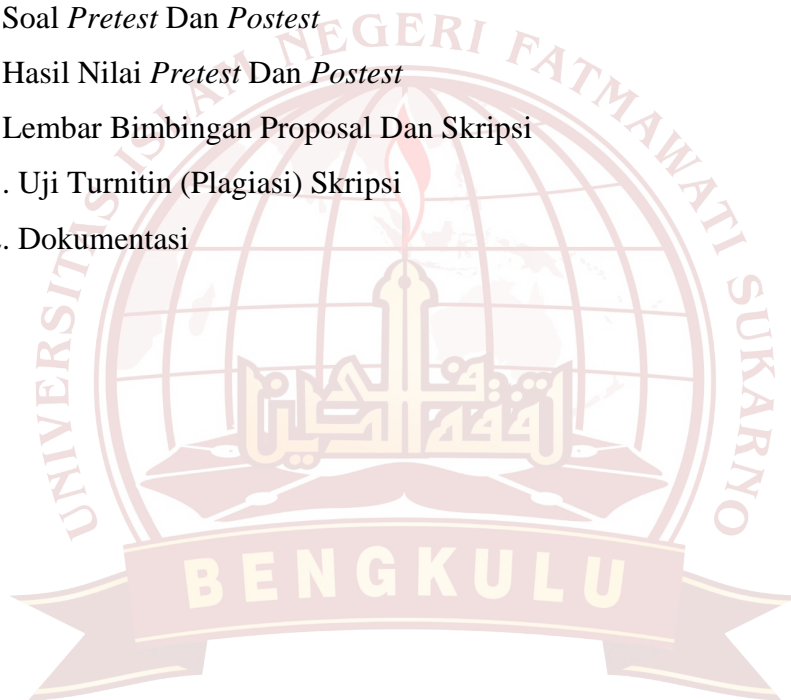 Soal Pretest Dan Postest
Hasil Nilai Pretest Dan Postest
Lembar Bimbingan Proposal Dan Skripsi
. Uji Turnitin (Plagiasi) Skripsi
. Dokumentasi
UNIVERSITAS ISLAM NEGERI FATMAWATI SUKARNO
BENGKULU